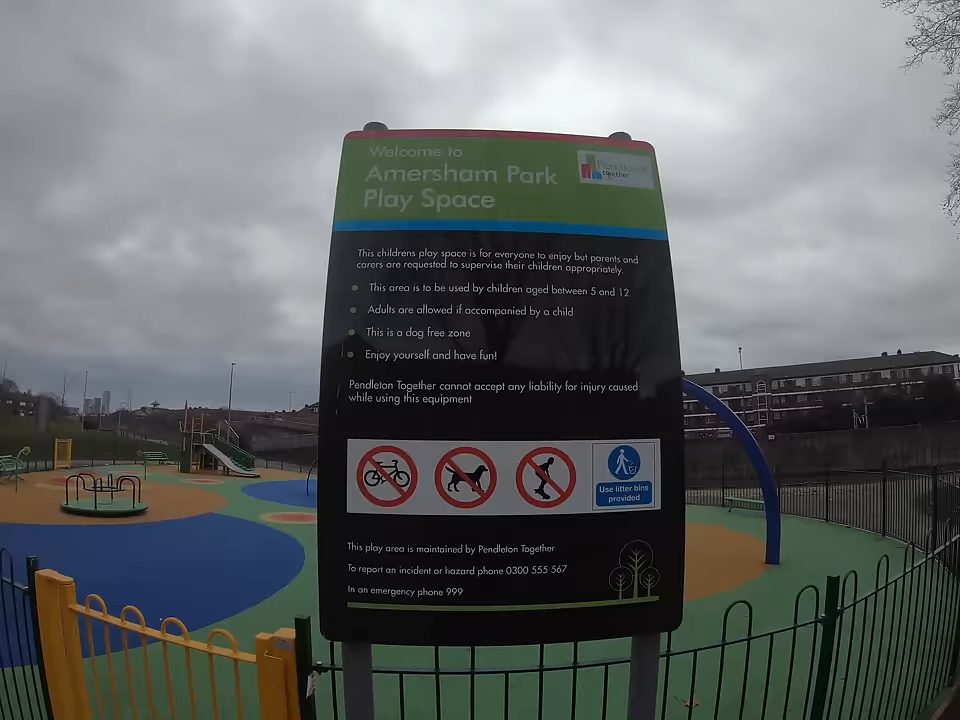 Welcome to
Amersham Park
Play Space
Pendleton
together
This childrens play space is for everyone to enjoy but parents and
carers are requested to supervise their children appropriately.
This area is to be used by children aged between 5 and 12
Adults are allowed if accompanied by a child
This is a dog free zone
Enjoy yourself and have fun!
Pendleton Together cannot accept any liability for injury caused
while using this equipment
Use litter bins
provided
This play area is maintained by Pendleton Together
To report an incident or hazard phone 0300 555 567
In an emergency phone 999